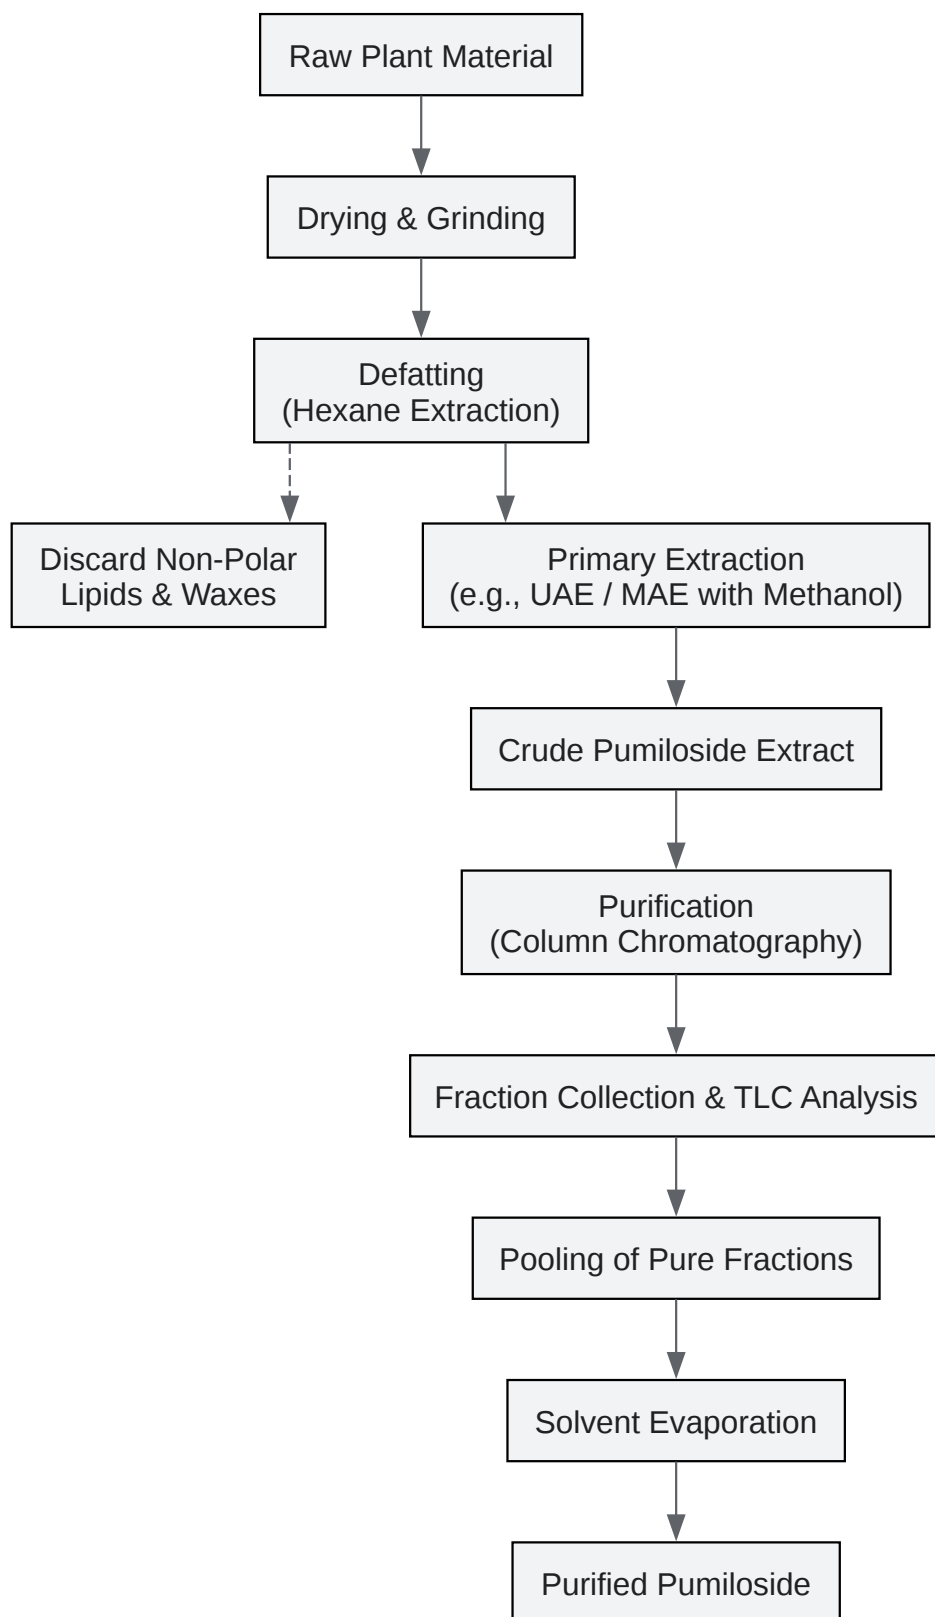 Raw Plant Material
Drying & Grinding
Defatting
(Hexane Extraction)
Discard Non-Polar
Lipids & Waxes
Primary Extraction
(e.g., UAE / MAE with Methanol)
Crude Pumiloside Extract
Purification
(Column Chromatography)
Fraction Collection & TLC Analysis
Pooling of Pure Fractions
Solvent Evaporation
Purified Pumiloside